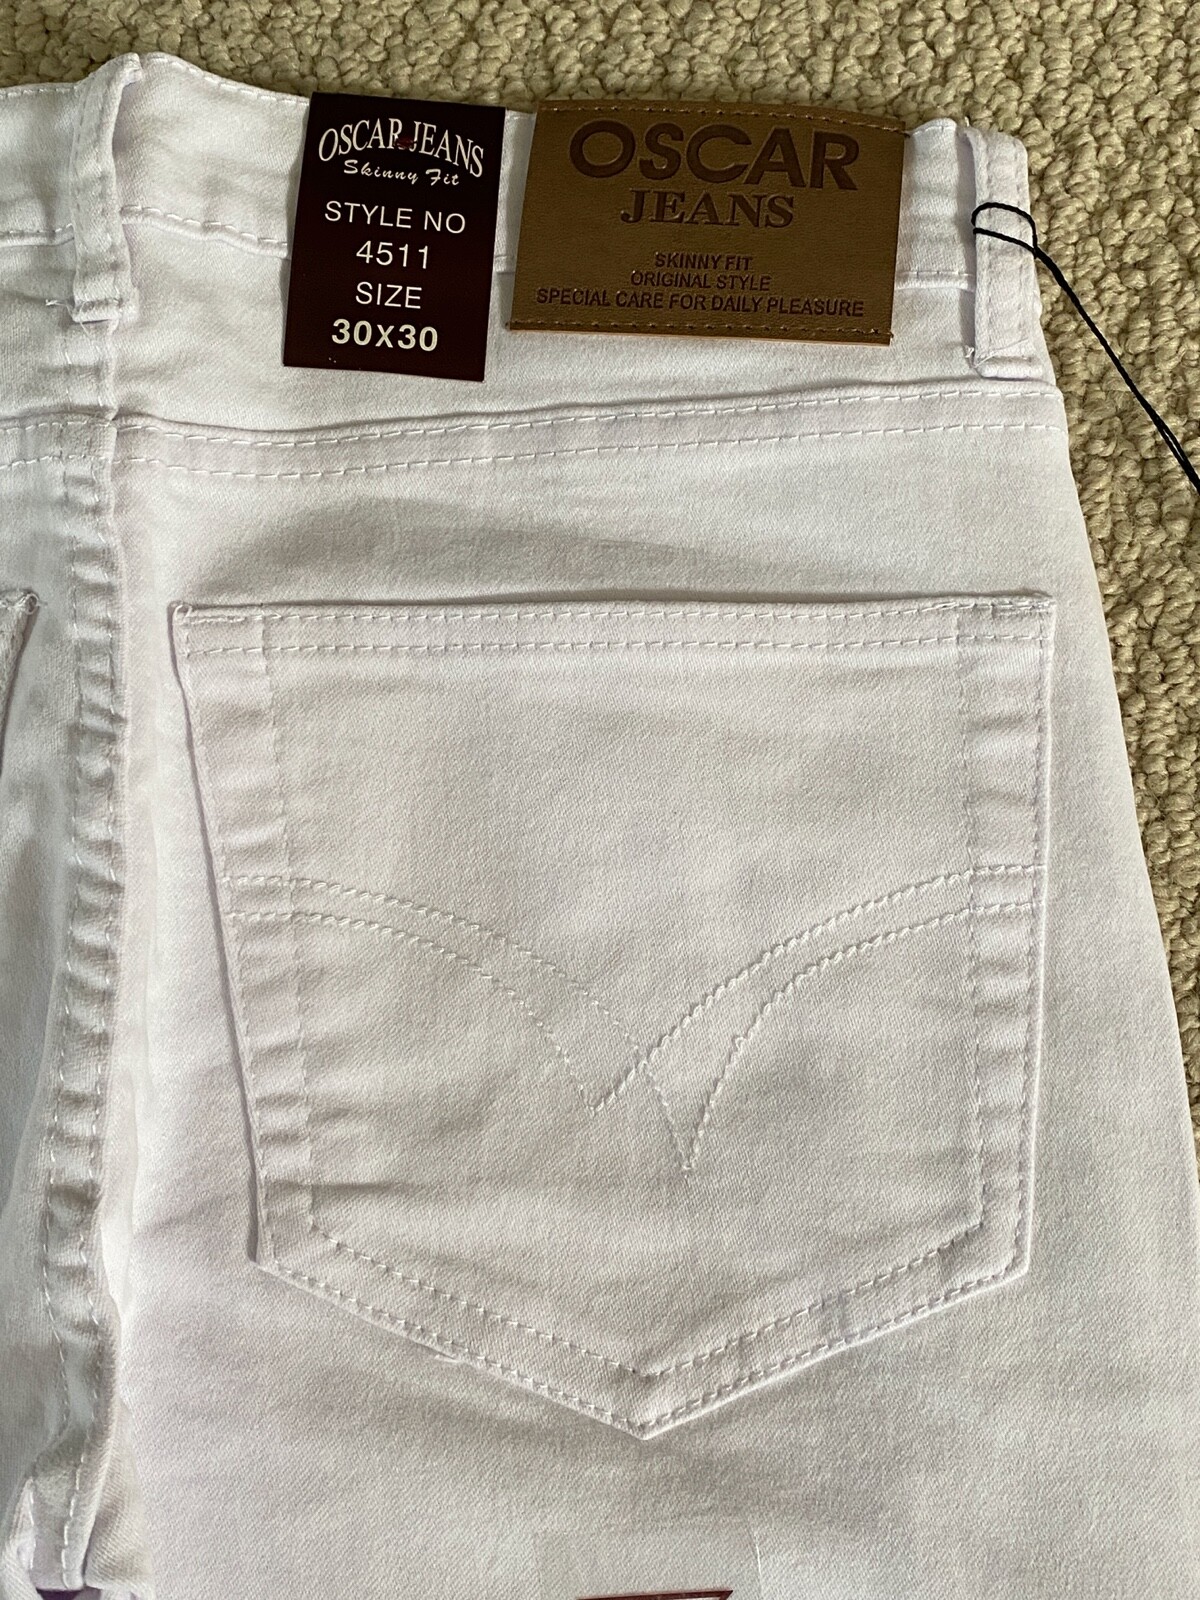 OSCAR JEANS
Skinny Fit
STYLE NO
4511
SIZE
30X30
OSCAR
JEANS
SKINNY FIT
ORIGINAL STYLE
SPECIAL CARE FOR DAILY PLEASURE